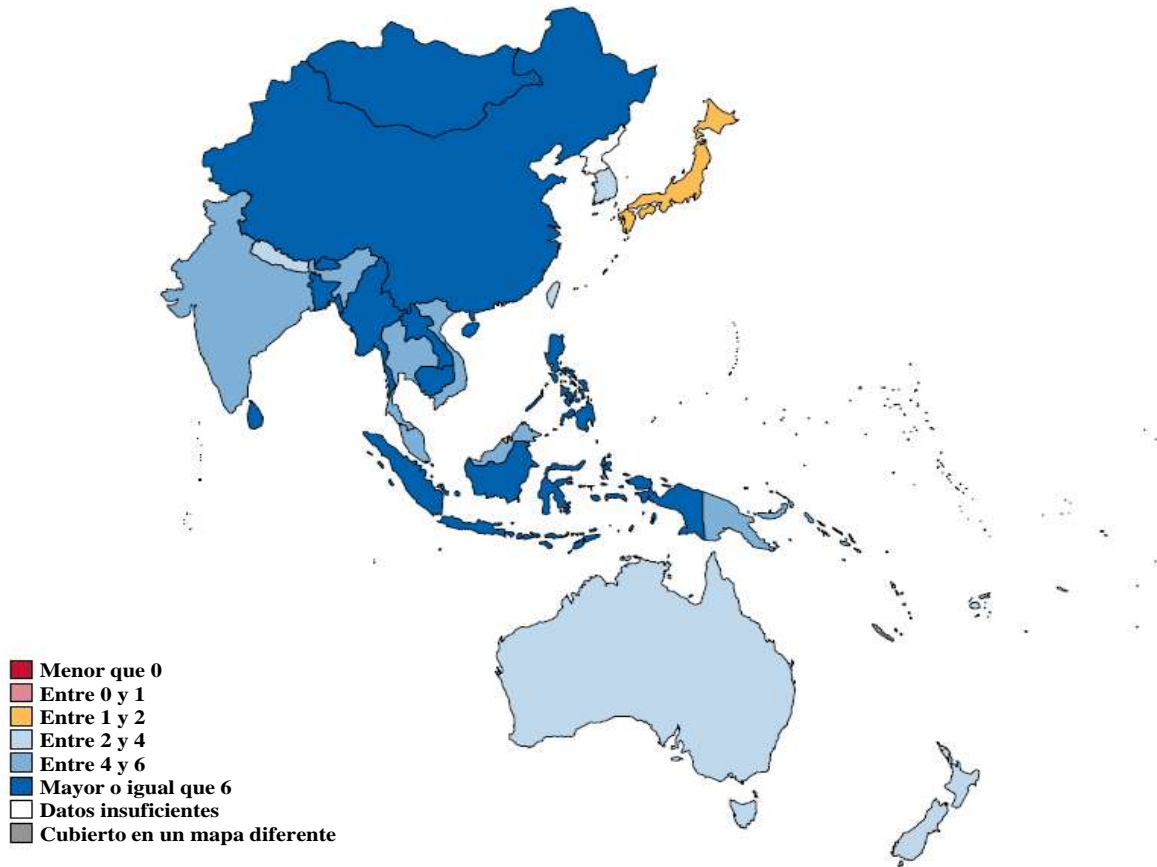 Menor que 0
Entre 0 y 1
Entre 1 y 2
Entre 2 y 4
Entre 4 y 6
Mayor o igual que 6
Datos insuficientes
Cubierto en un mapa diferente